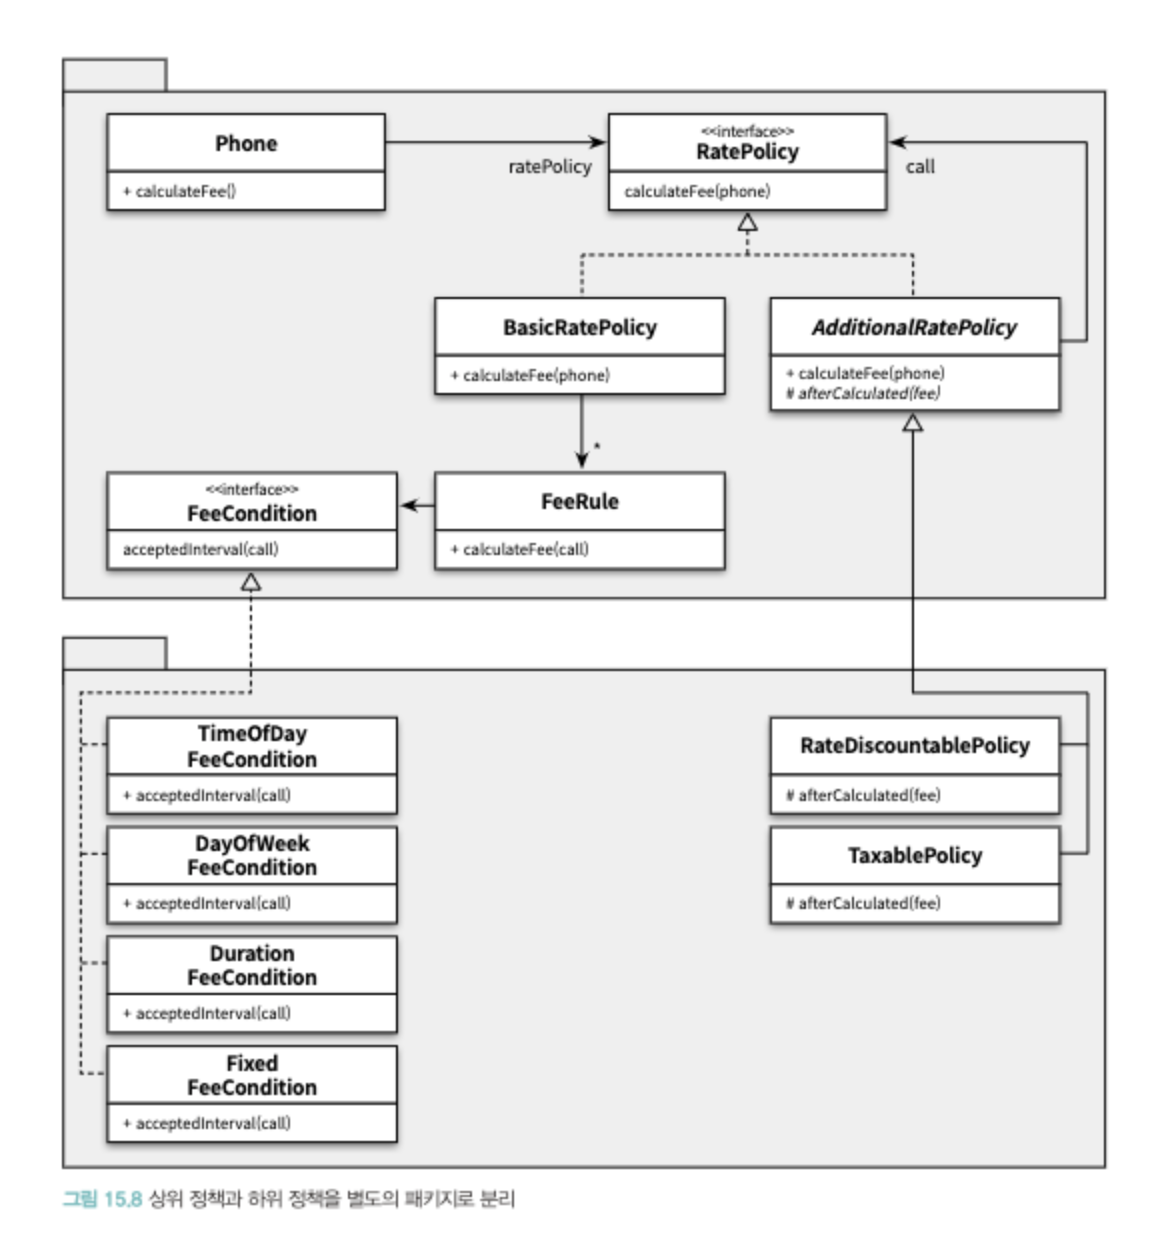 Phone
+ calculateFee()
ratePolicy
<<interface>>
RatePolicy
calculateFee(phone)
call
BasicRatePolicy
+ calculateFee(phone)
AdditionalRatePolicy
+ calculateFee(phone)
# afterCalculated(fee)
*
<<interface>>
FeeCondition
acceptedInterval(call)
FeeRule
+ calculateFee(call)
TimeOfDay
FeeCondition
+ acceptedInterval(call)
DayOfWeek
FeeCondition
+ acceptedInterval(call)
Duration
FeeCondition
+ acceptedInterval(call)
Fixed
FeeCondition
+ acceptedInterval(call)
RateDiscountablePolicy
# afterCalculated(fee)
TaxablePolicy
# afterCalculated(fee)
그림 15.8 상위 정책과 하위 정책을 별도의 패키지로 분리